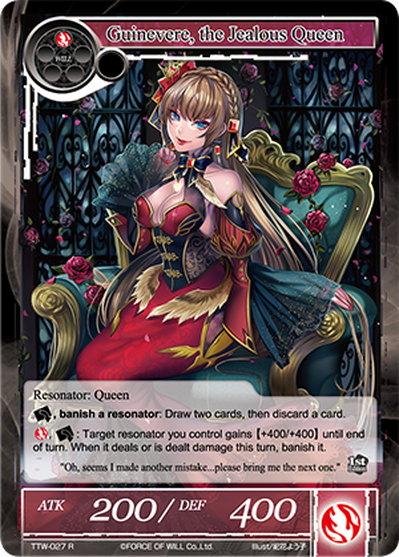 Guinevere, the Jealous Queen
WILL
Resonator: Queen
, banish a resonator: Draw two cards, then discard a card.
, : Target resonator you control gains 【+400/+400】 until end
of turn. When it deals or is dealt damage this turn, banish it.
"Oh, seems I made another mistake...please bring me the next one."
1st
Edition
ATK 200 / DEF 400
TTW-027 R ©FORCE OF WILL Co.,Ltd.